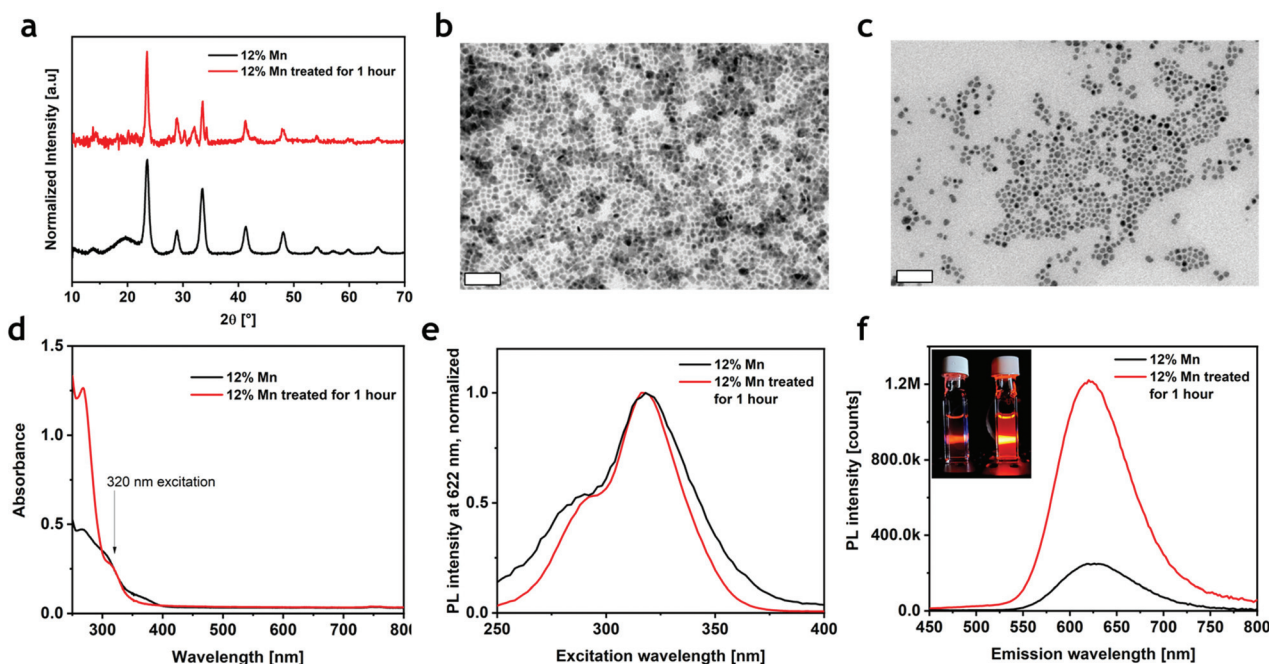 a
12% Mn
12% Mn treated for 1 hour
Normalized Intensity [a.u]
10 20 30 40 50 60 70
2θ [°]
b
c
d
1.5
1.0
0.5
0.0
12% Mn
12% Mn treated for 1 hour
320 nm excitation
Absorbance
300 400 500 600 700 800
Wavelength [nm]
e
1.0
0.5
0.0
12% Mn
12% Mn treated
for 1 hour
PL intensity at 622 nm, normalized
250 300 350 400
Excitation wavelength [nm]
f
1.2M
800.0k
400.0k
0.0
12% Mn
12% Mn treated
for 1 hour
PL intensity [counts]
450 500 550 600 650 700 750 800
Emission wavelength [nm]